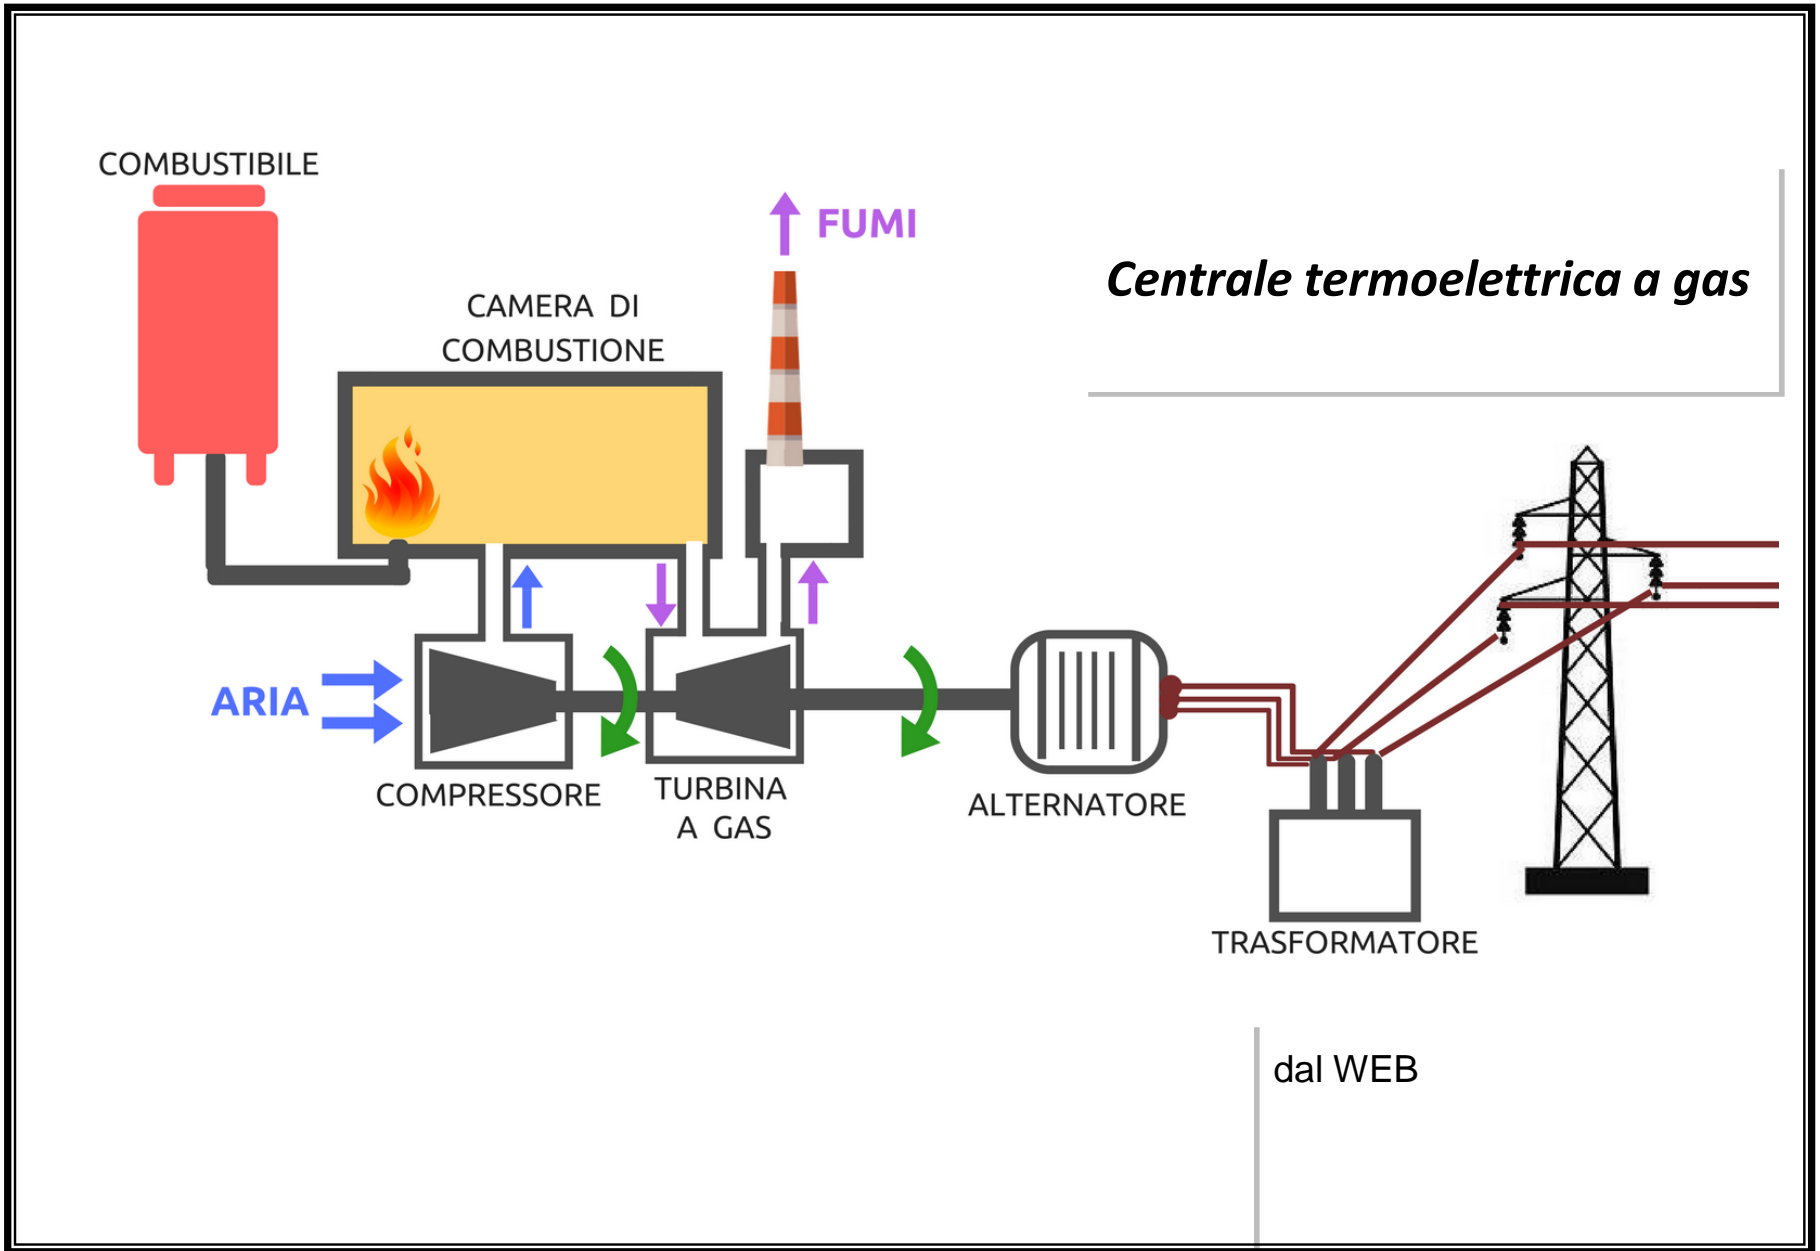 COMBUSTIBILE
FUMI
Centrale termoelettrica a gas
CAMERA DI
COMBUSTIONE
ARIA
COMPRESSORE
TURBINA
A GAS
ALTERNATORE
TRASFORMATORE
dal WEB